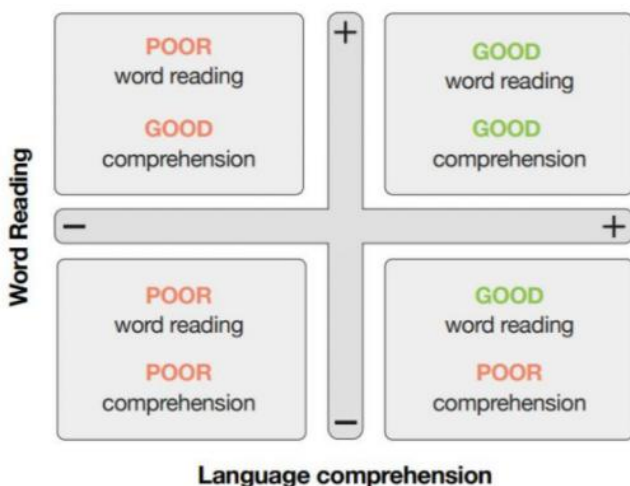 POOR
word reading
GOOD
comprehension
+
GOOD
word reading
GOOD
comprehension
Word Reading
−
+
POOR
word reading
POOR
comprehension
GOOD
word reading
POOR
comprehension
−
Language comprehension